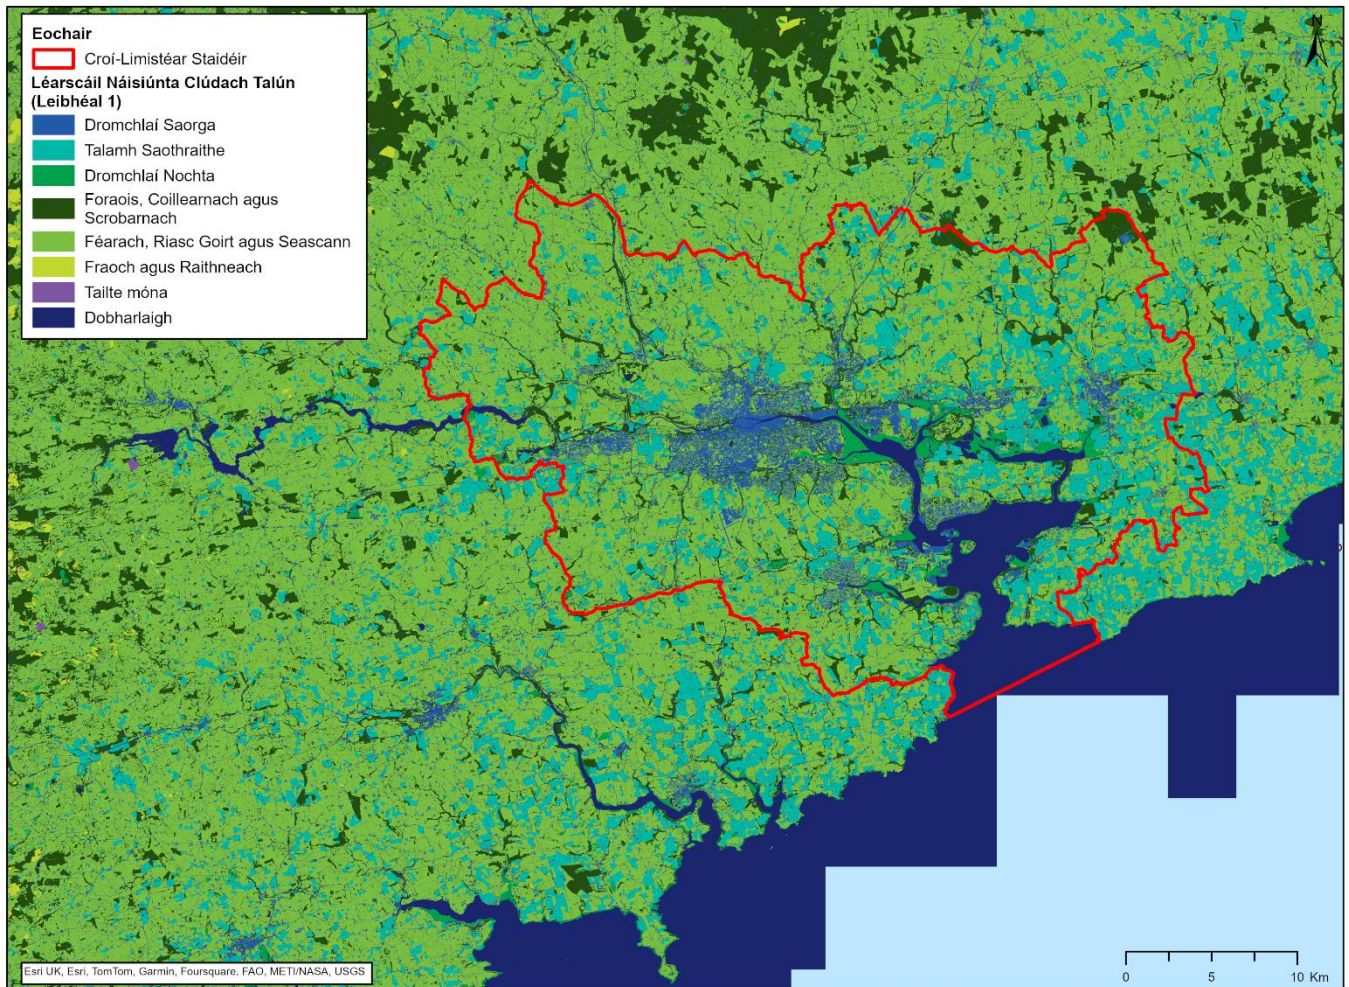 Eochair
Croí-Limistéar Staidéir
Léarscáil Náisiúnta Clúdach Talún
(Leibhéal 1)
Dromchlaí Saorga
Talamh Saothraithe
Dromchlaí Nochta
Foraois, Coillearnach agus
Scrobarnach
Féarach, Riasc Goirt agus Seascann
Fraoch agus Raithneach
Tailte móna
Dobharlaigh
N
Esri UK, Esri, TomTom, Garmin, Foursquare, FAO, METI/NASA, USGS
0 5 10 Km